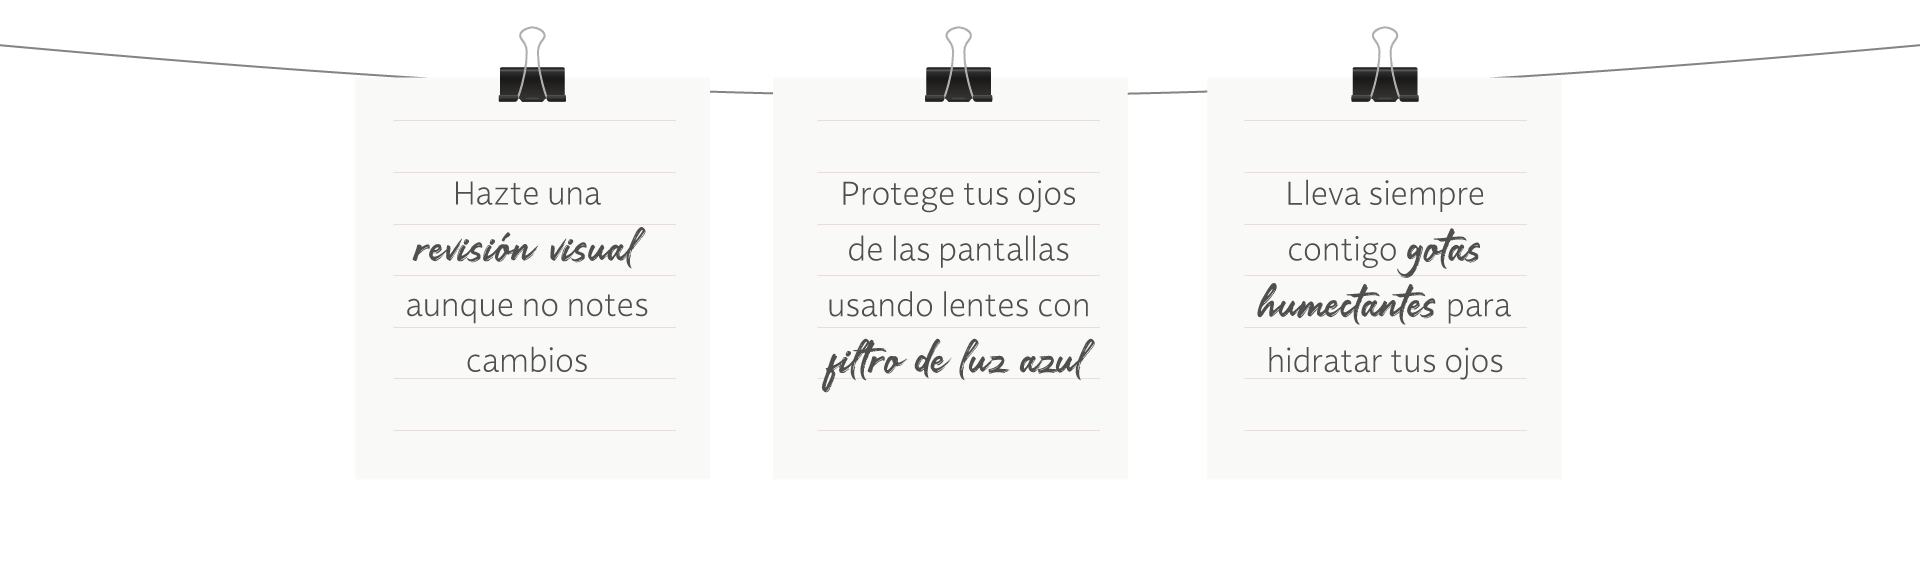 Hazte una
revisión visual
aunque no notes
cambios
Protege tus ojos
de las pantallas
usando lentes con
filtro de luz azul
Lleva siempre
contigo gotas
humectantes para
hidratar tus ojos